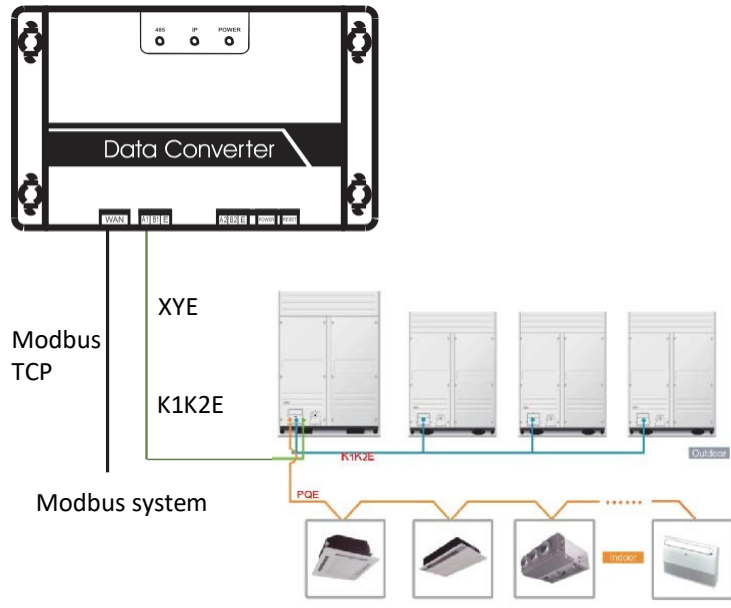 485 IP POWER
Data Converter
WAN A1 B1 E A2 B2 E POWER RESET
XYE
Modbus
TCP
K1K2E
K1K2E
Outdoor
PQE
Modbus system
Indoor